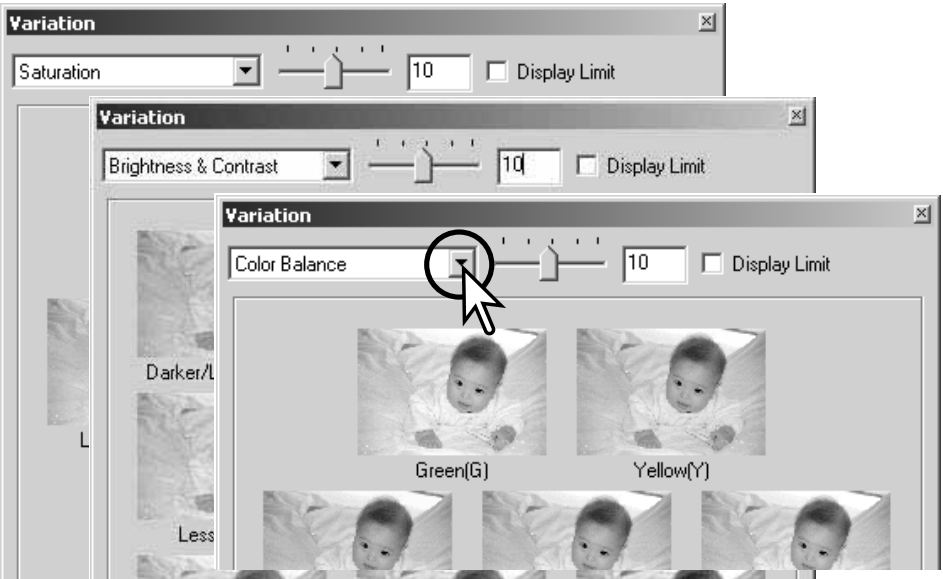 Variation
Saturation 10 Display Limit
Variation
Brightness & Contrast 10 Display Limit
Variation
Color Balance 10 Display Limit
Darker/L
Green(G) Yellow(Y)
L
Less